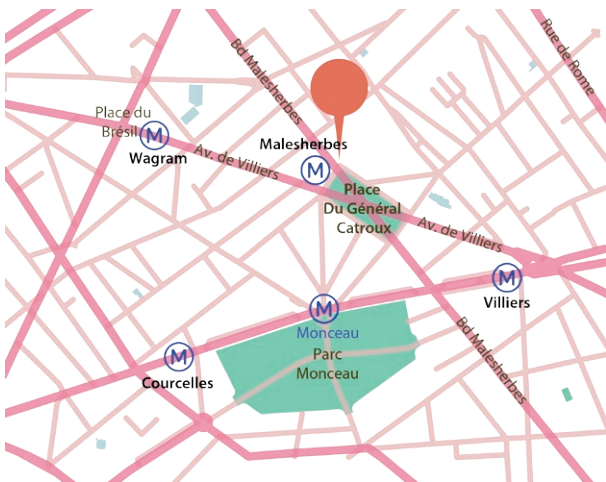 Bd Malesherbes
Rue de Rome
Place du
Brésil
M
Wagram
Av. de Villiers
Malesherbes
M
Place
Du Général
Catroux
Av. de Villiers
M
Villiers
M
Monceau
Parc
Monceau
M
Courcelles
Bd Malesherbes